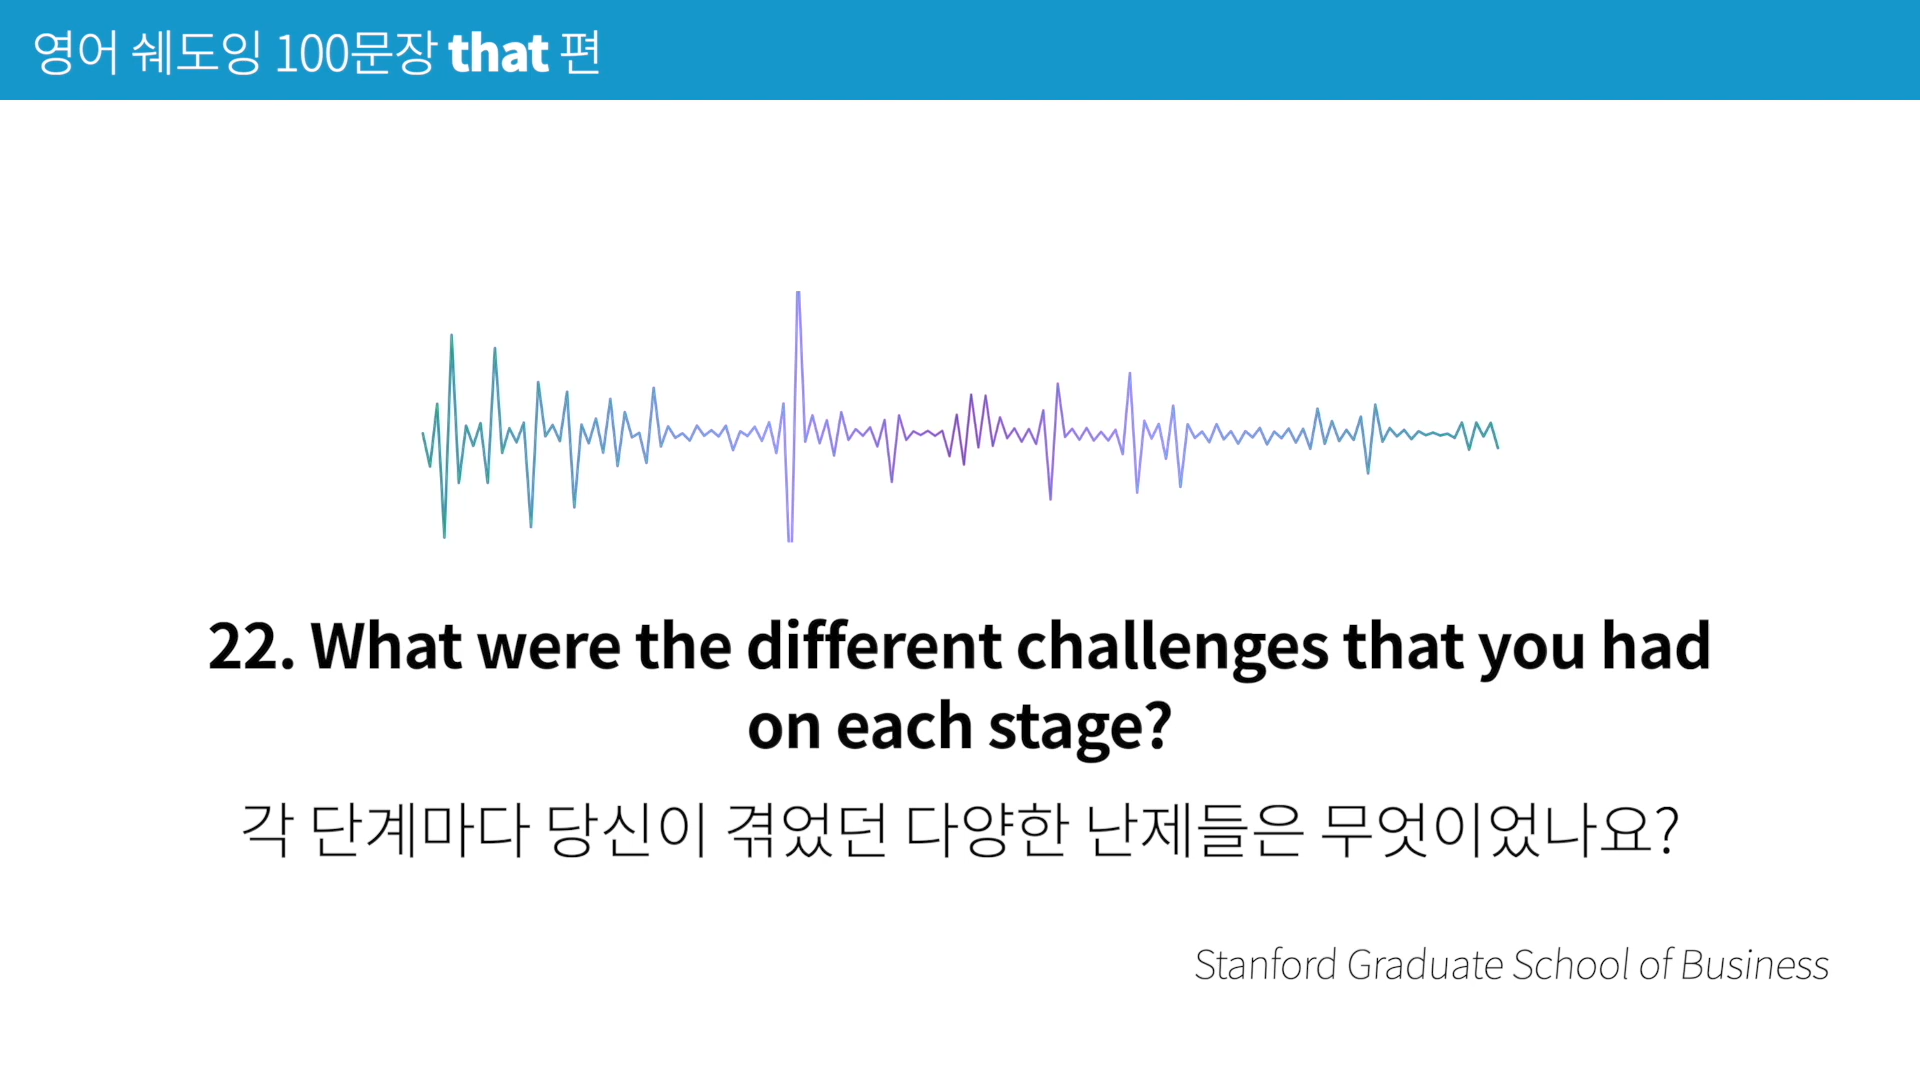 영어 쉐도잉 100문장 that 편
22. What were the different challenges that you had
on each stage?
각 단계마다 당신이 겪었던 다양한 난제들은 무엇이었나요?
Stanford Graduate School of Business